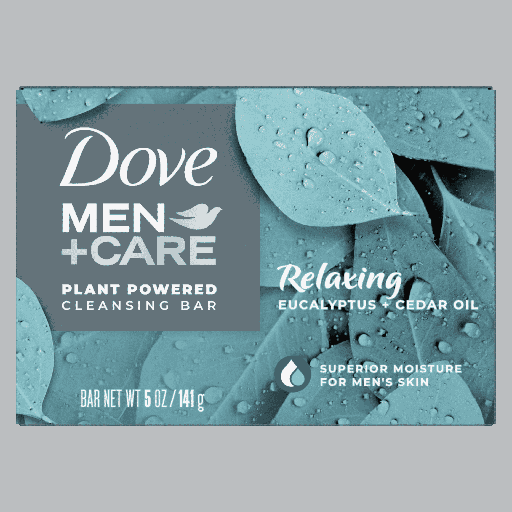 Dove
MEN
+CARE
PLANT POWERED
CLEANSING BAR
Relaxing
EUCALYPTUS + CEDAR OIL
SUPERIOR MOISTURE
FOR MEN'S SKIN
BAR NET WT 5 OZ / 141 g